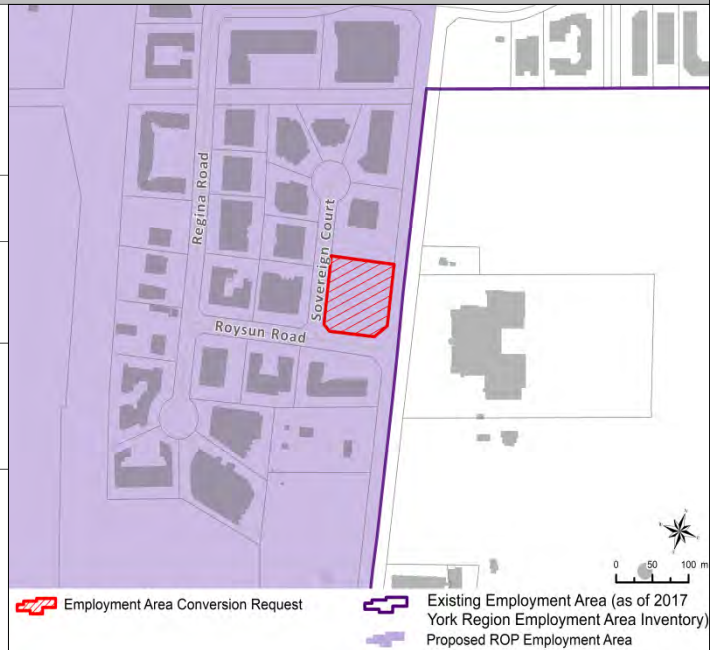 Regina Road
Sovereign Court
Roysun Road
0 50 100 m
Employment Area Conversion Request
Existing Employment Area (as of 2017
York Region Employment Area Inventory)
Proposed ROP Employment Area